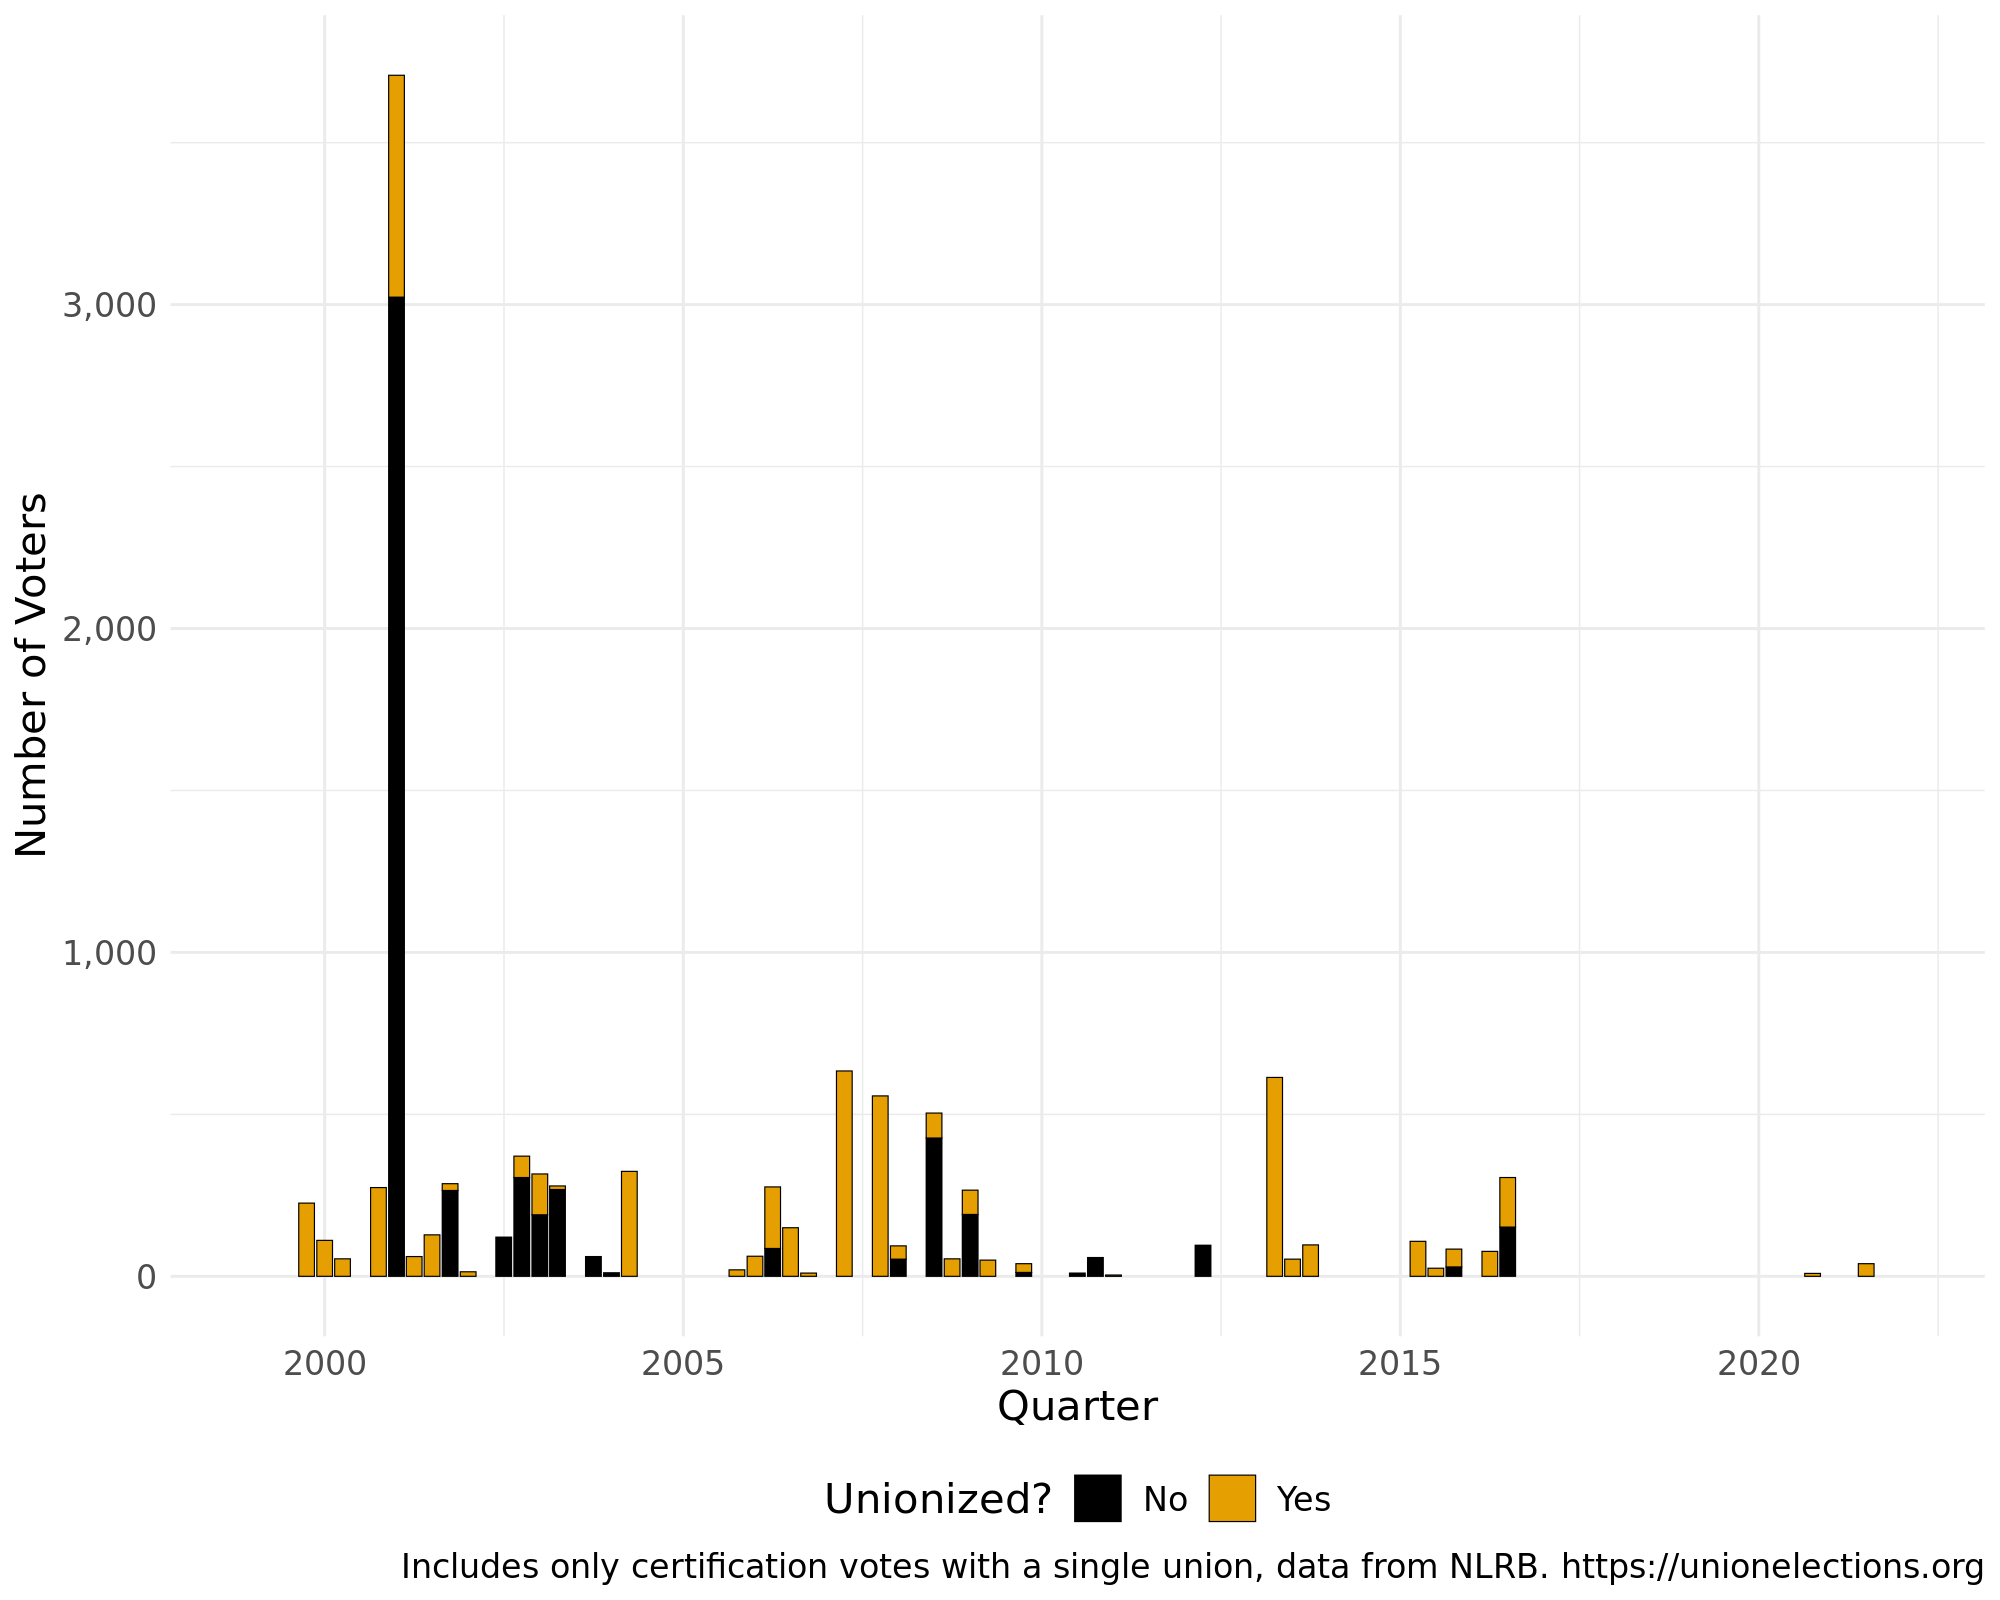 Number of Voters
3,000
2,000
1,000
0
2000 2005 2010 2015 2020
Quarter
Unionized? No Yes
Includes only certification votes with a single union, data from NLRB. https://unionelections.org